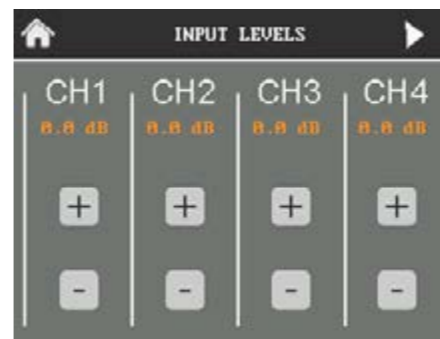 INPUT LEVELS
CH1 CH2 CH3 CH4
0.0 dB 0.0 dB 0.0 dB 0.0 dB
+ + + +
- - - -